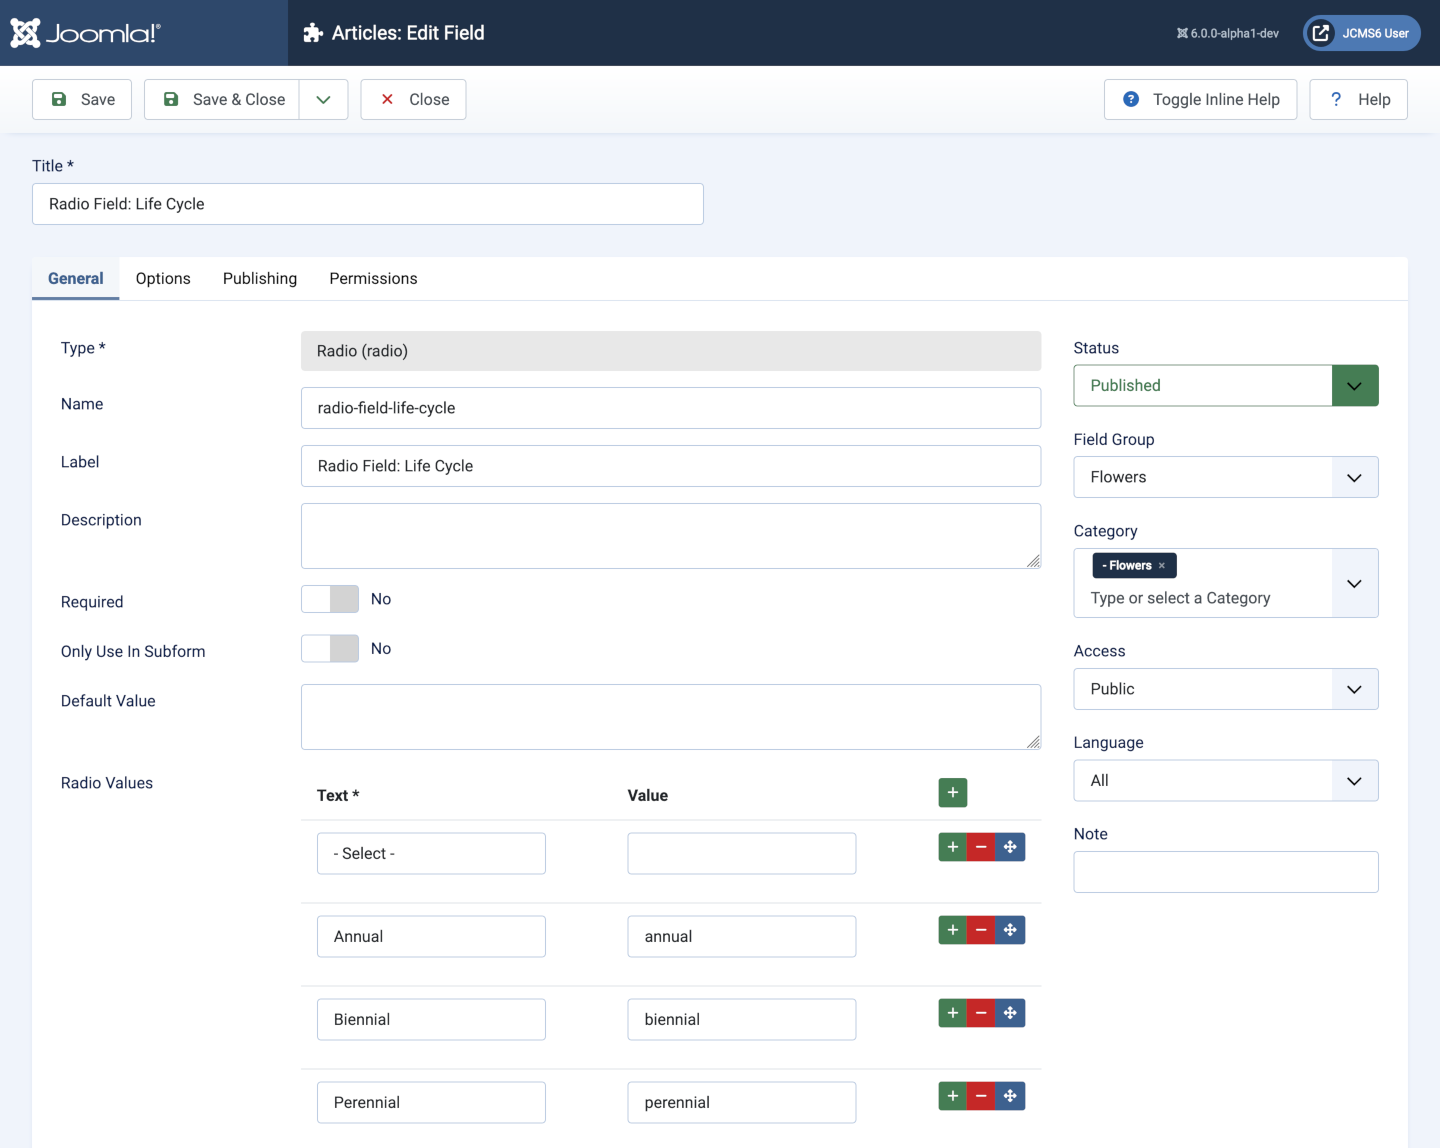 Joomla!®
Articles: Edit Field
6.0.0-alpha1-dev
JCMS6 User
Save
Save & Close
Close
Toggle Inline Help
? Help
Title *
Radio Field: Life Cycle
General
Options
Publishing
Permissions
Type *
Radio (radio)
Name
radio-field-life-cycle
Label
Radio Field: Life Cycle
Description
Required
No
Only Use In Subform
No
Default Value
Radio Values
Text *
Value
- Select -
Annual
annual
Biennial
biennial
Perennial
perennial
Status
Published
Field Group
Flowers
Category
- Flowers ×
Type or select a Category
Access
Public
Language
All
Note